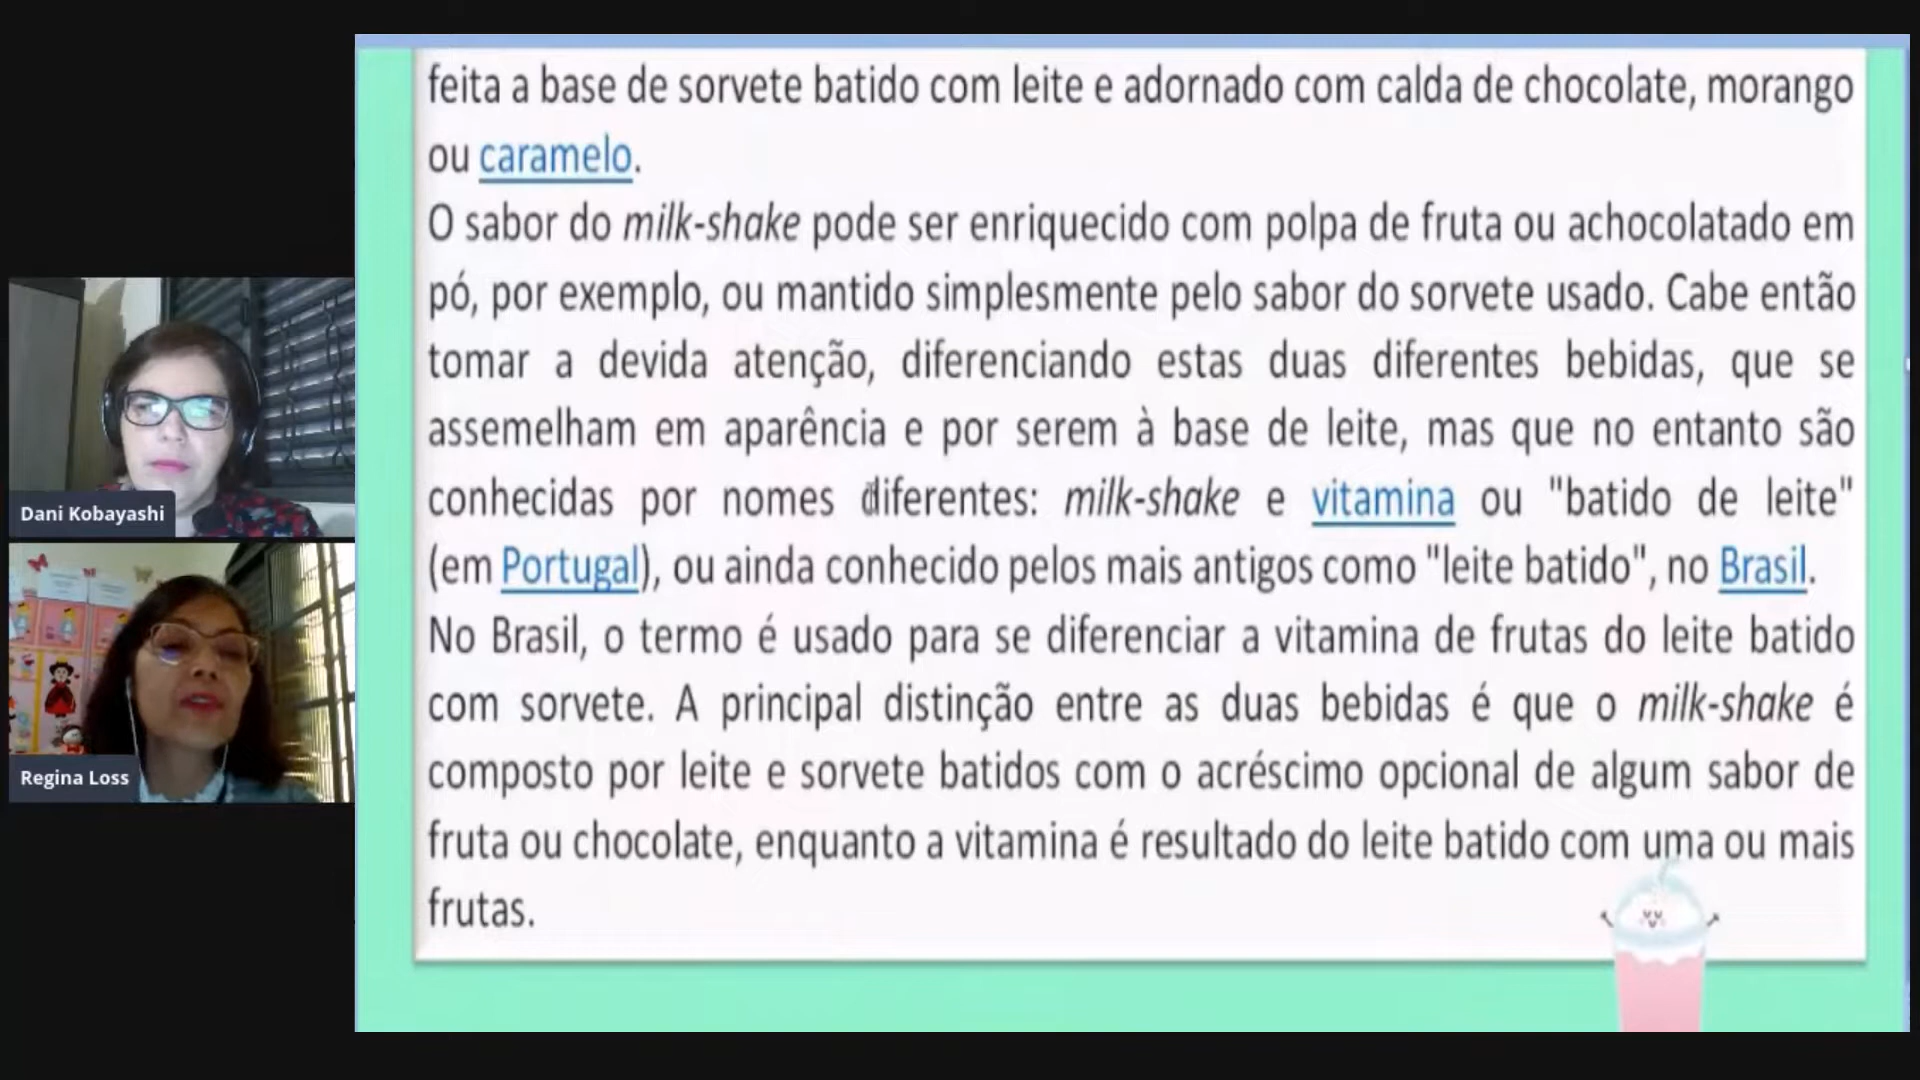 feita a base de sorvete batido com leite e adornado com calda de chocolate, morango
ou caramelo.
O sabor do milk-shake pode ser enriquecido com polpa de fruta ou achocolatado em
pó, por exemplo, ou mantido simplesmente pelo sabor do sorvete usado. Cabe então
tomar a devida atenção, diferenciando estas duas diferentes bebidas, que se
assemelham em aparência e por serem à base de leite, mas que no entanto são
conhecidas por nomes diferentes: milk-shake e vitamina ou "batido de leite"
(em Portugal), ou ainda conhecido pelos mais antigos como "leite batido", no Brasil.
No Brasil, o termo é usado para se diferenciar a vitamina de frutas do leite batido
com sorvete. A principal distinção entre as duas bebidas é que o milk-shake é
composto por leite e sorvete batidos com o acréscimo opcional de algum sabor de
fruta ou chocolate, enquanto a vitamina é resultado do leite batido com uma ou mais
frutas.
Dani Kobayashi
Regina Loss